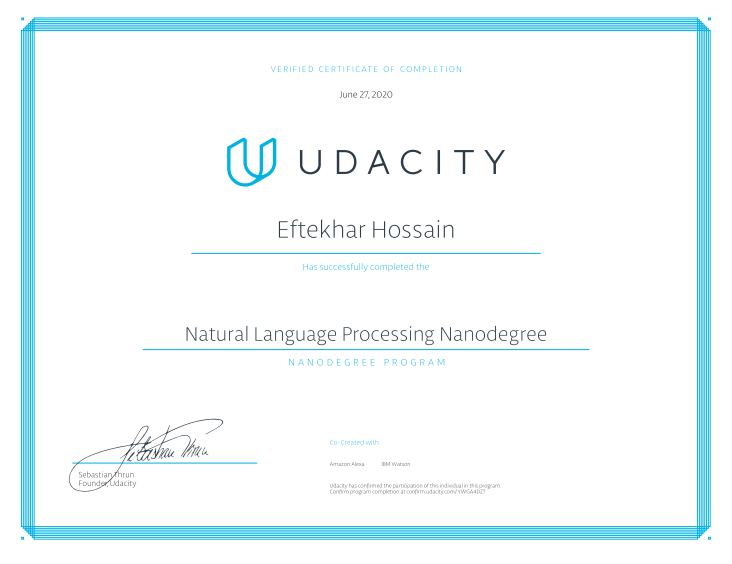 VERIFIED CERTIFICATE OF COMPLETION
June 27, 2020
UDACITY
Eftekhar Hossain
Has successfully completed the
Natural Language Processing Nanodegree
NANODEGREE PROGRAM
Sebastian Thrun
Sebastian Thrun
Founder, Udacity
Co-Created with
Amazon Alexa IBM Watson
Udacity has confirmed the participation of this individual in this program.
Confirm program completion at confirm.udacity.com/YWGA4DZ7